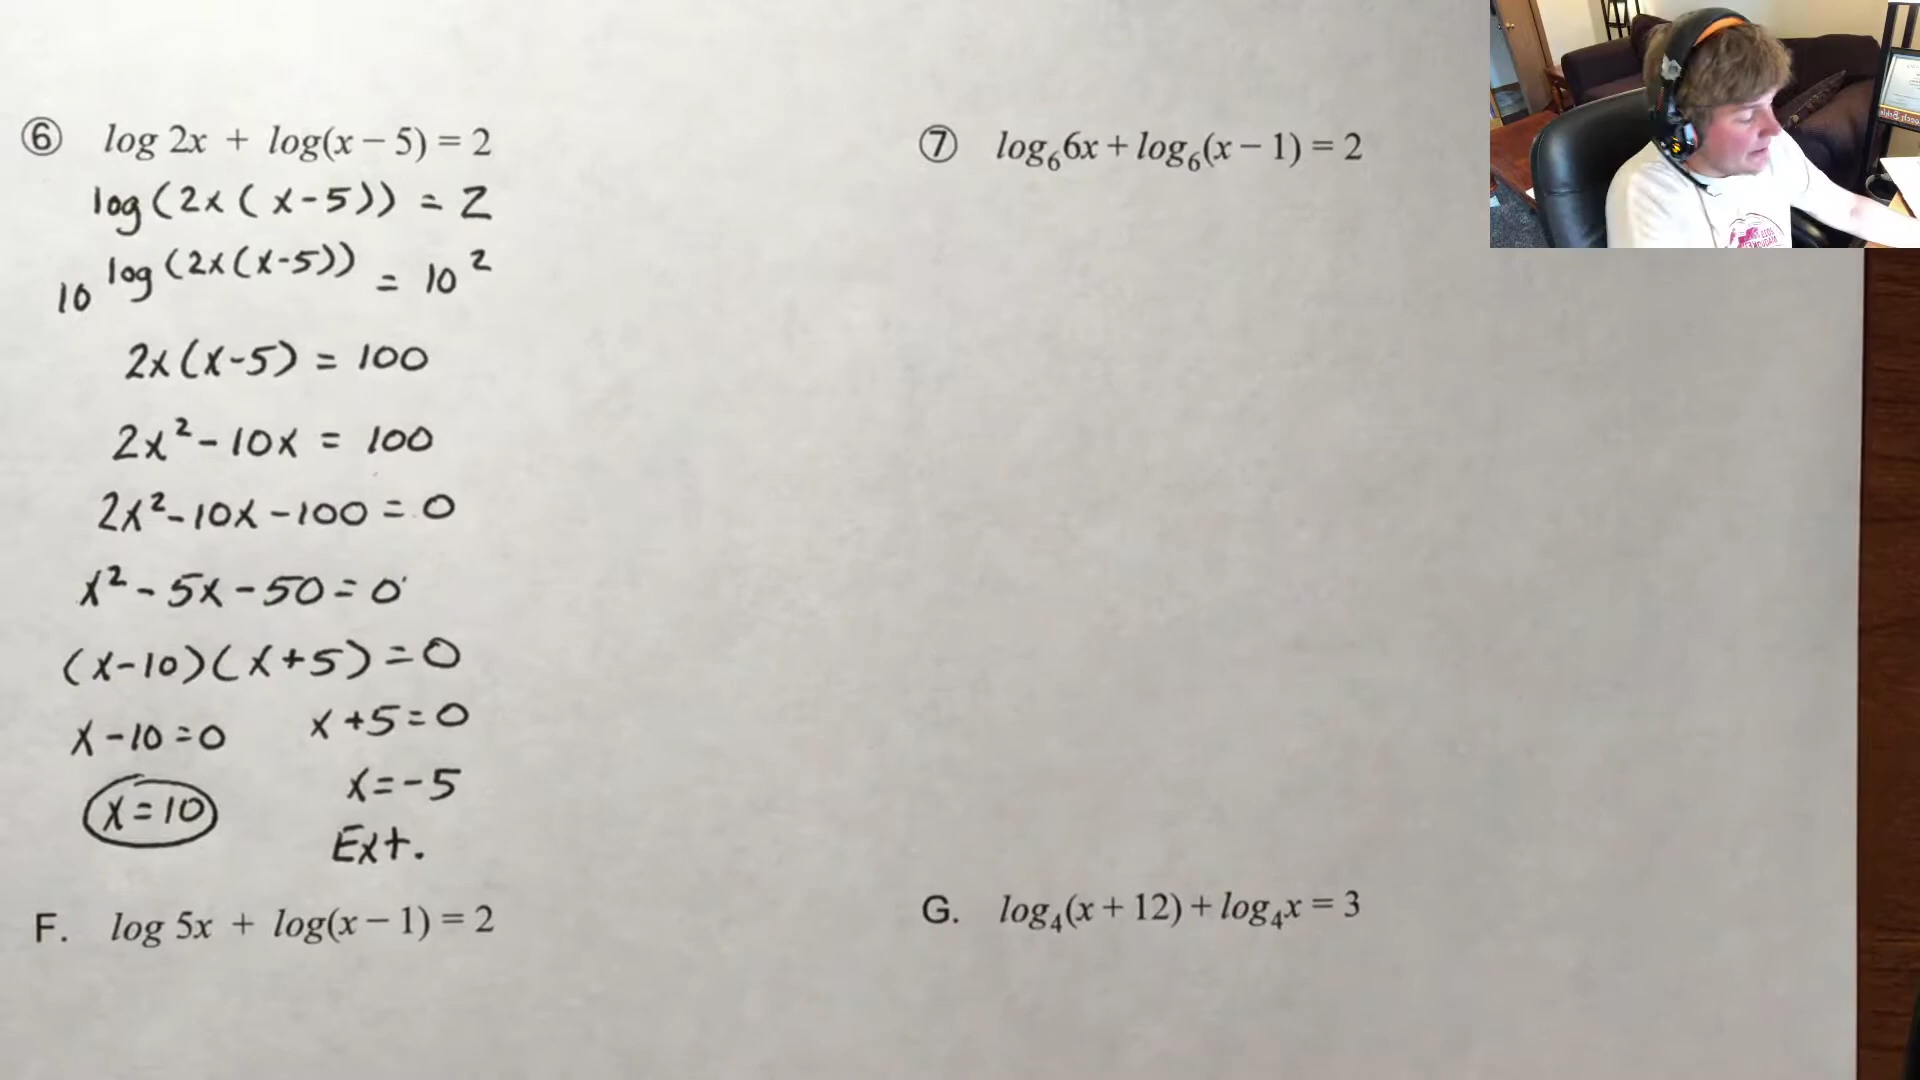 ⑥ log 2x + log(x − 5) = 2
log(2x(x-5)) = 2
10^log(2x(x-5)) = 10^2
2x(x-5) = 100
2x² - 10x = 100
2x² - 10x - 100 = 0
x² - 5x - 50 = 0
(x-10)(x+5) = 0
x - 10 = 0 x + 5 = 0
x = 10 x = -5
Ext.
⑦ log₆6x + log₆(x − 1) = 2
F. log 5x + log(x − 1) = 2
G. log₄(x + 12) + log₄x = 3